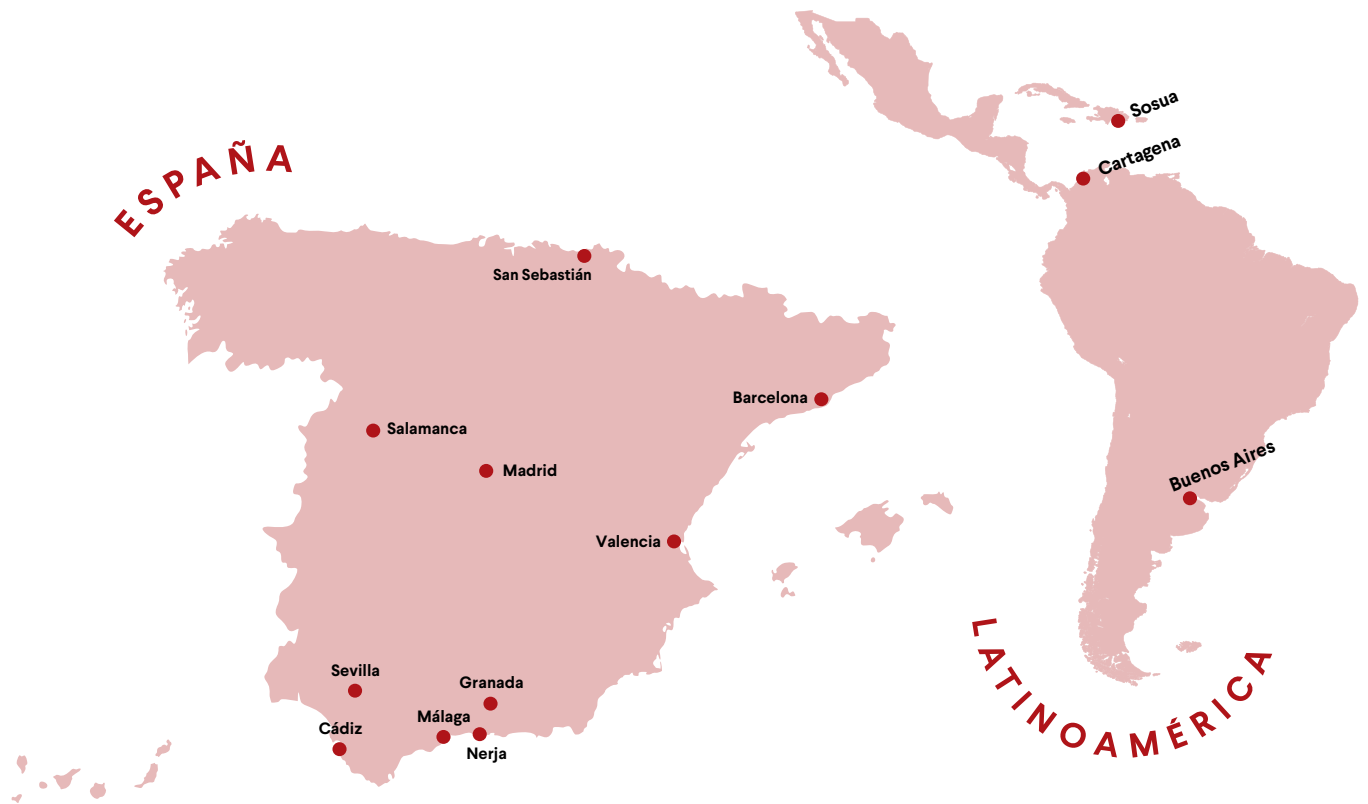 ESPAÑA
San Sebastián
Barcelona
Salamanca
Madrid
Valencia
Sevilla
Granada
Málaga
Cádiz
Nerja
Sosua
Cartagena
Buenos Aires
LATINOAMÉRICA